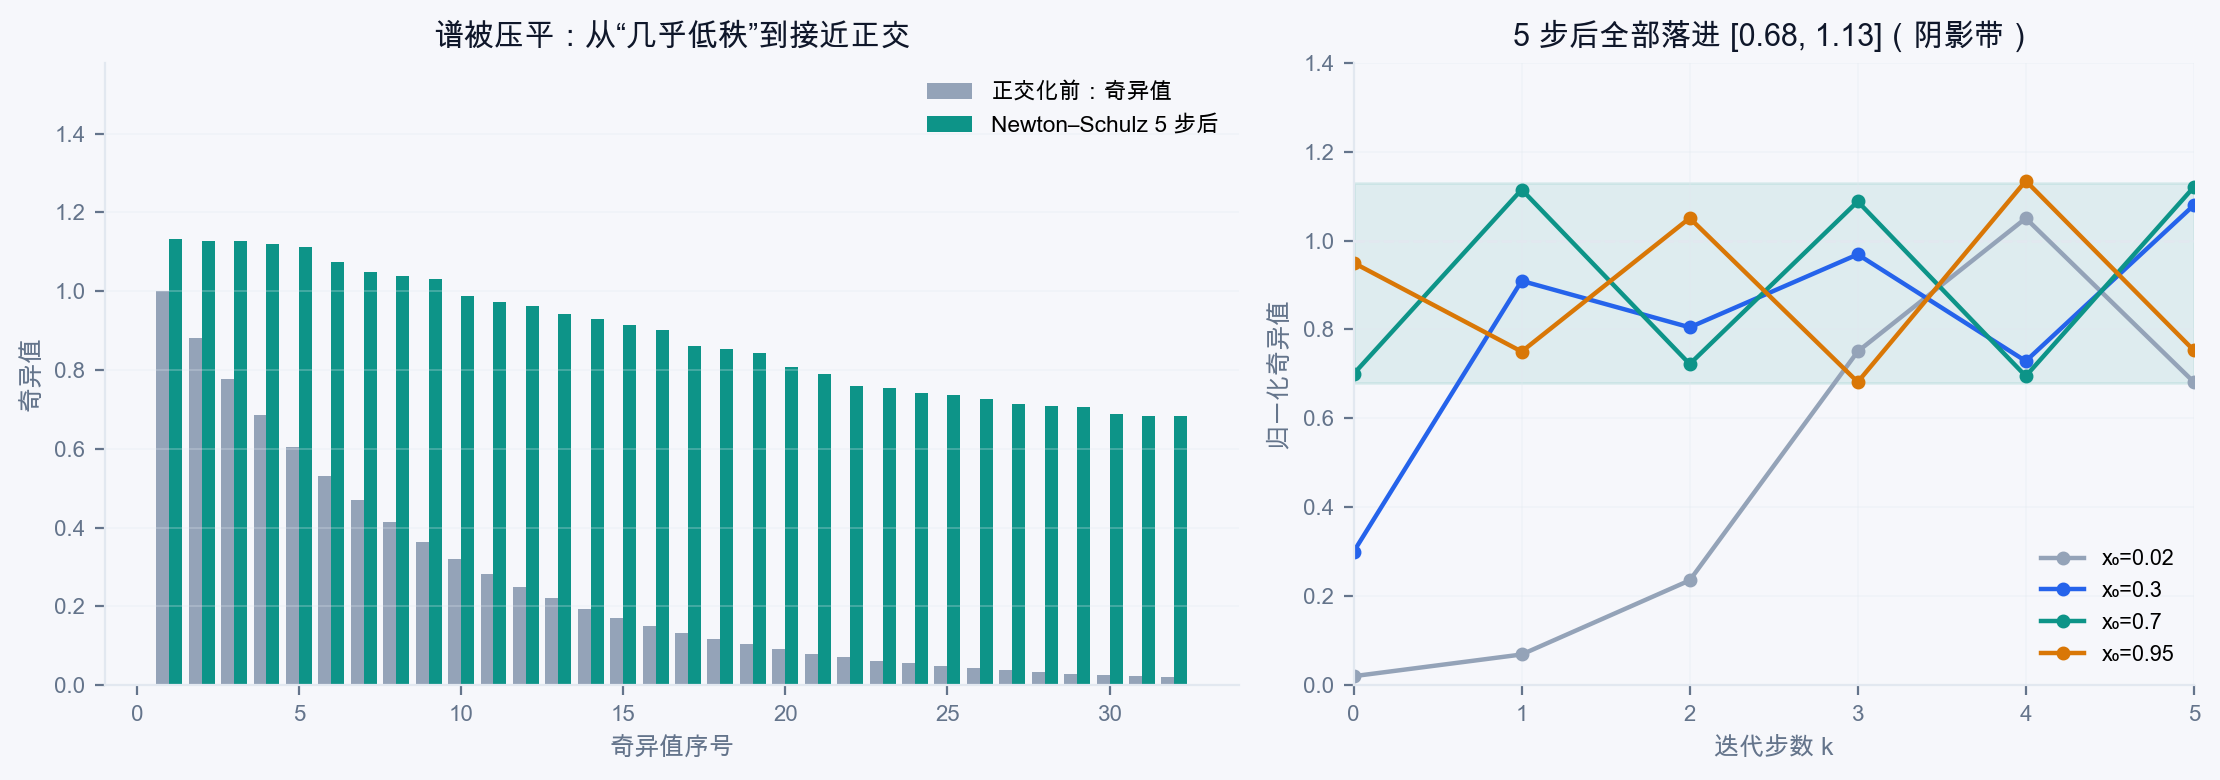 谱被压平：从“几乎低秩”到接近正交
正交化前：奇异值
Newton–Schulz 5 步后
奇异值
1.4
1.2
1.0
0.8
0.6
0.4
0.2
0.0
0 5 10 15 20 25 30
奇异值序号
5 步后全部落进 [0.68, 1.13]（阴影带）
归一化奇异值
1.4
1.2
1.0
0.8
0.6
0.4
0.2
0.0
x₀=0.02
x₀=0.3
x₀=0.7
x₀=0.95
0 1 2 3 4 5
迭代步数 k